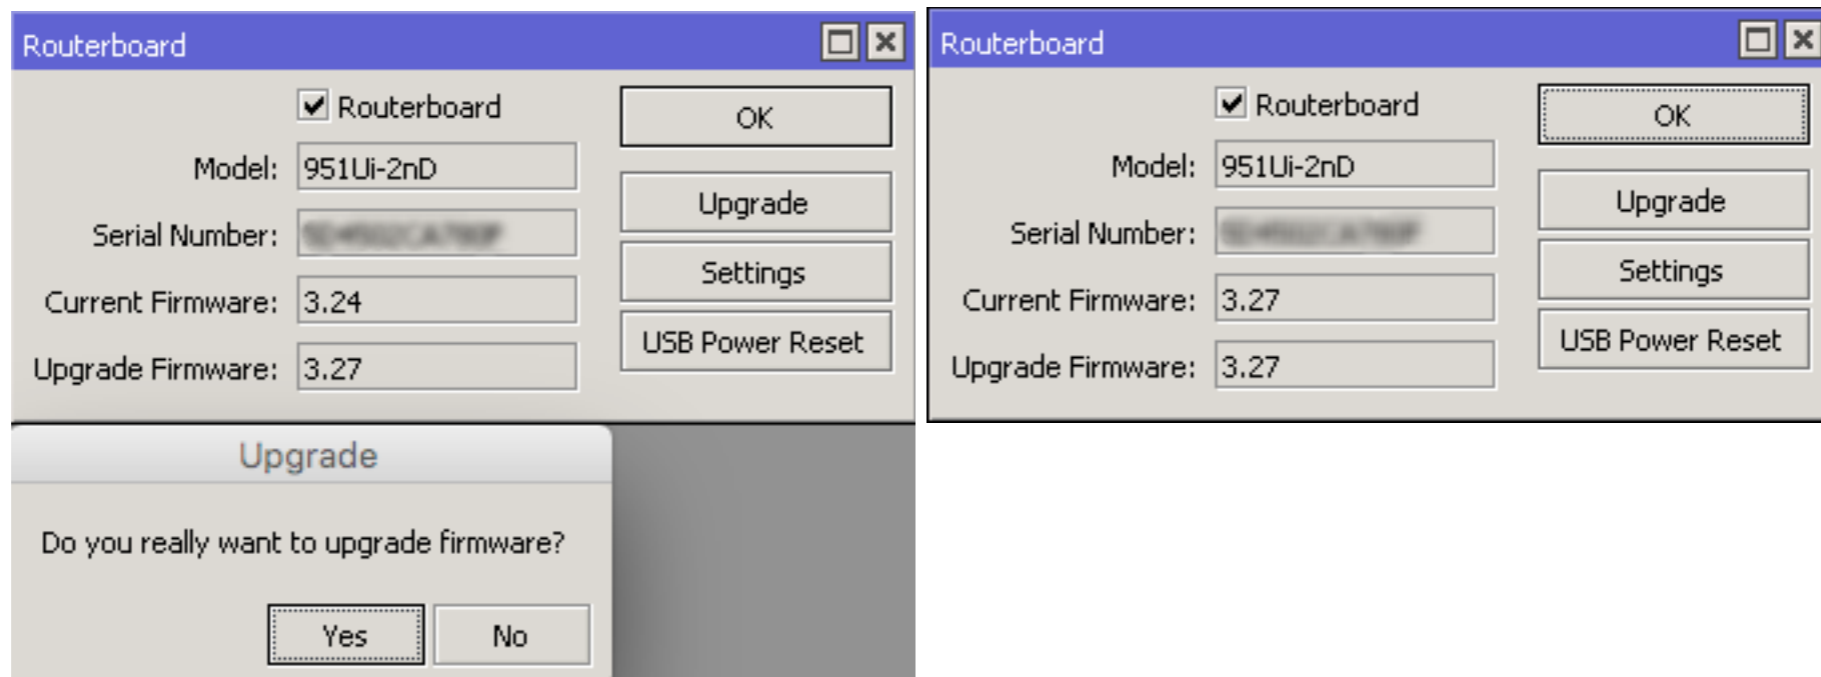 Routerboard
Routerboard
OK
Model: 951Ui-2nD
Upgrade
Serial Number:
Settings
Current Firmware: 3.24
USB Power Reset
Upgrade Firmware: 3.27
Upgrade
Do you really want to upgrade firmware?
Yes No
Routerboard
Routerboard
OK
Model: 951Ui-2nD
Upgrade
Serial Number:
Settings
Current Firmware: 3.27
USB Power Reset
Upgrade Firmware: 3.27